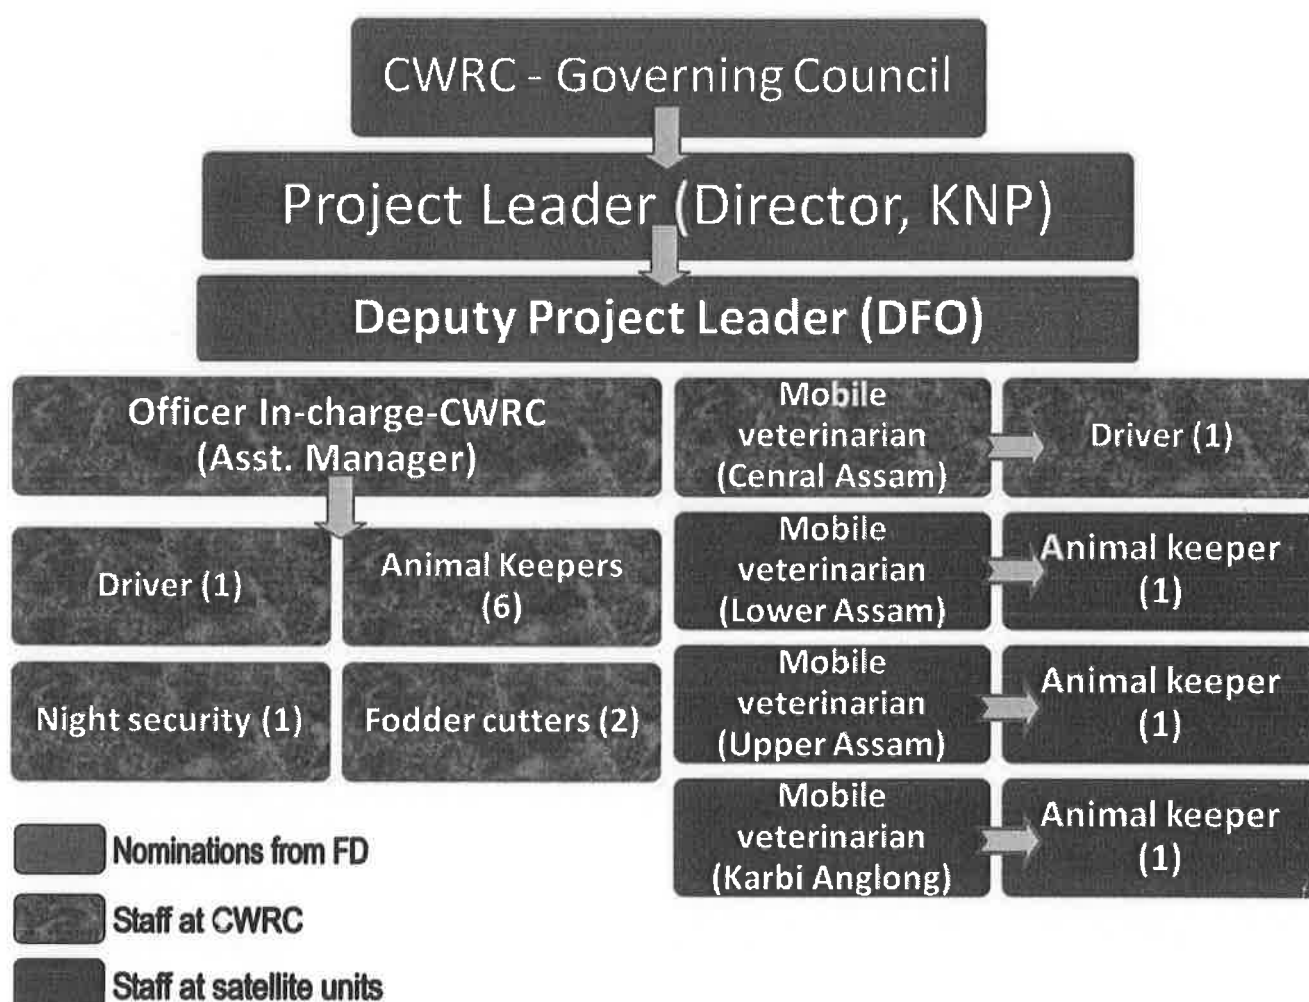 CWRC - Governing Council
Project Leader (Director, KNP)
Deputy Project Leader (DFO)
Officer In-charge-CWRC
(Asst. Manager)
Driver (1)
Animal Keepers
(6)
Night security (1)
Fodder cutters (2)
Mobile
veterinarian
(Cenral Assam)
Driver (1)
Mobile
veterinarian
(Lower Assam)
Animal keeper
(1)
Mobile
veterinarian
(Upper Assam)
Animal keeper
(1)
Mobile
veterinarian
(Karbi Anglong)
Animal keeper
(1)
Nominations from FD
Staff at CWRC
Staff at satellite units